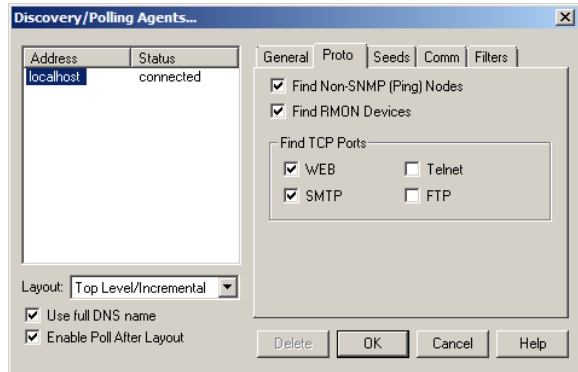 Discovery/Polling Agents...
Address Status
localhost connected
General Proto Seeds Comm Filters
Find Non-SNMP (Ping) Nodes
Find RMON Devices
Find TCP Ports
WEB Telnet
SMTP FTP
Layout: Top Level/Incremental
Use full DNS name
Enable Poll After Layout
Delete OK Cancel Help